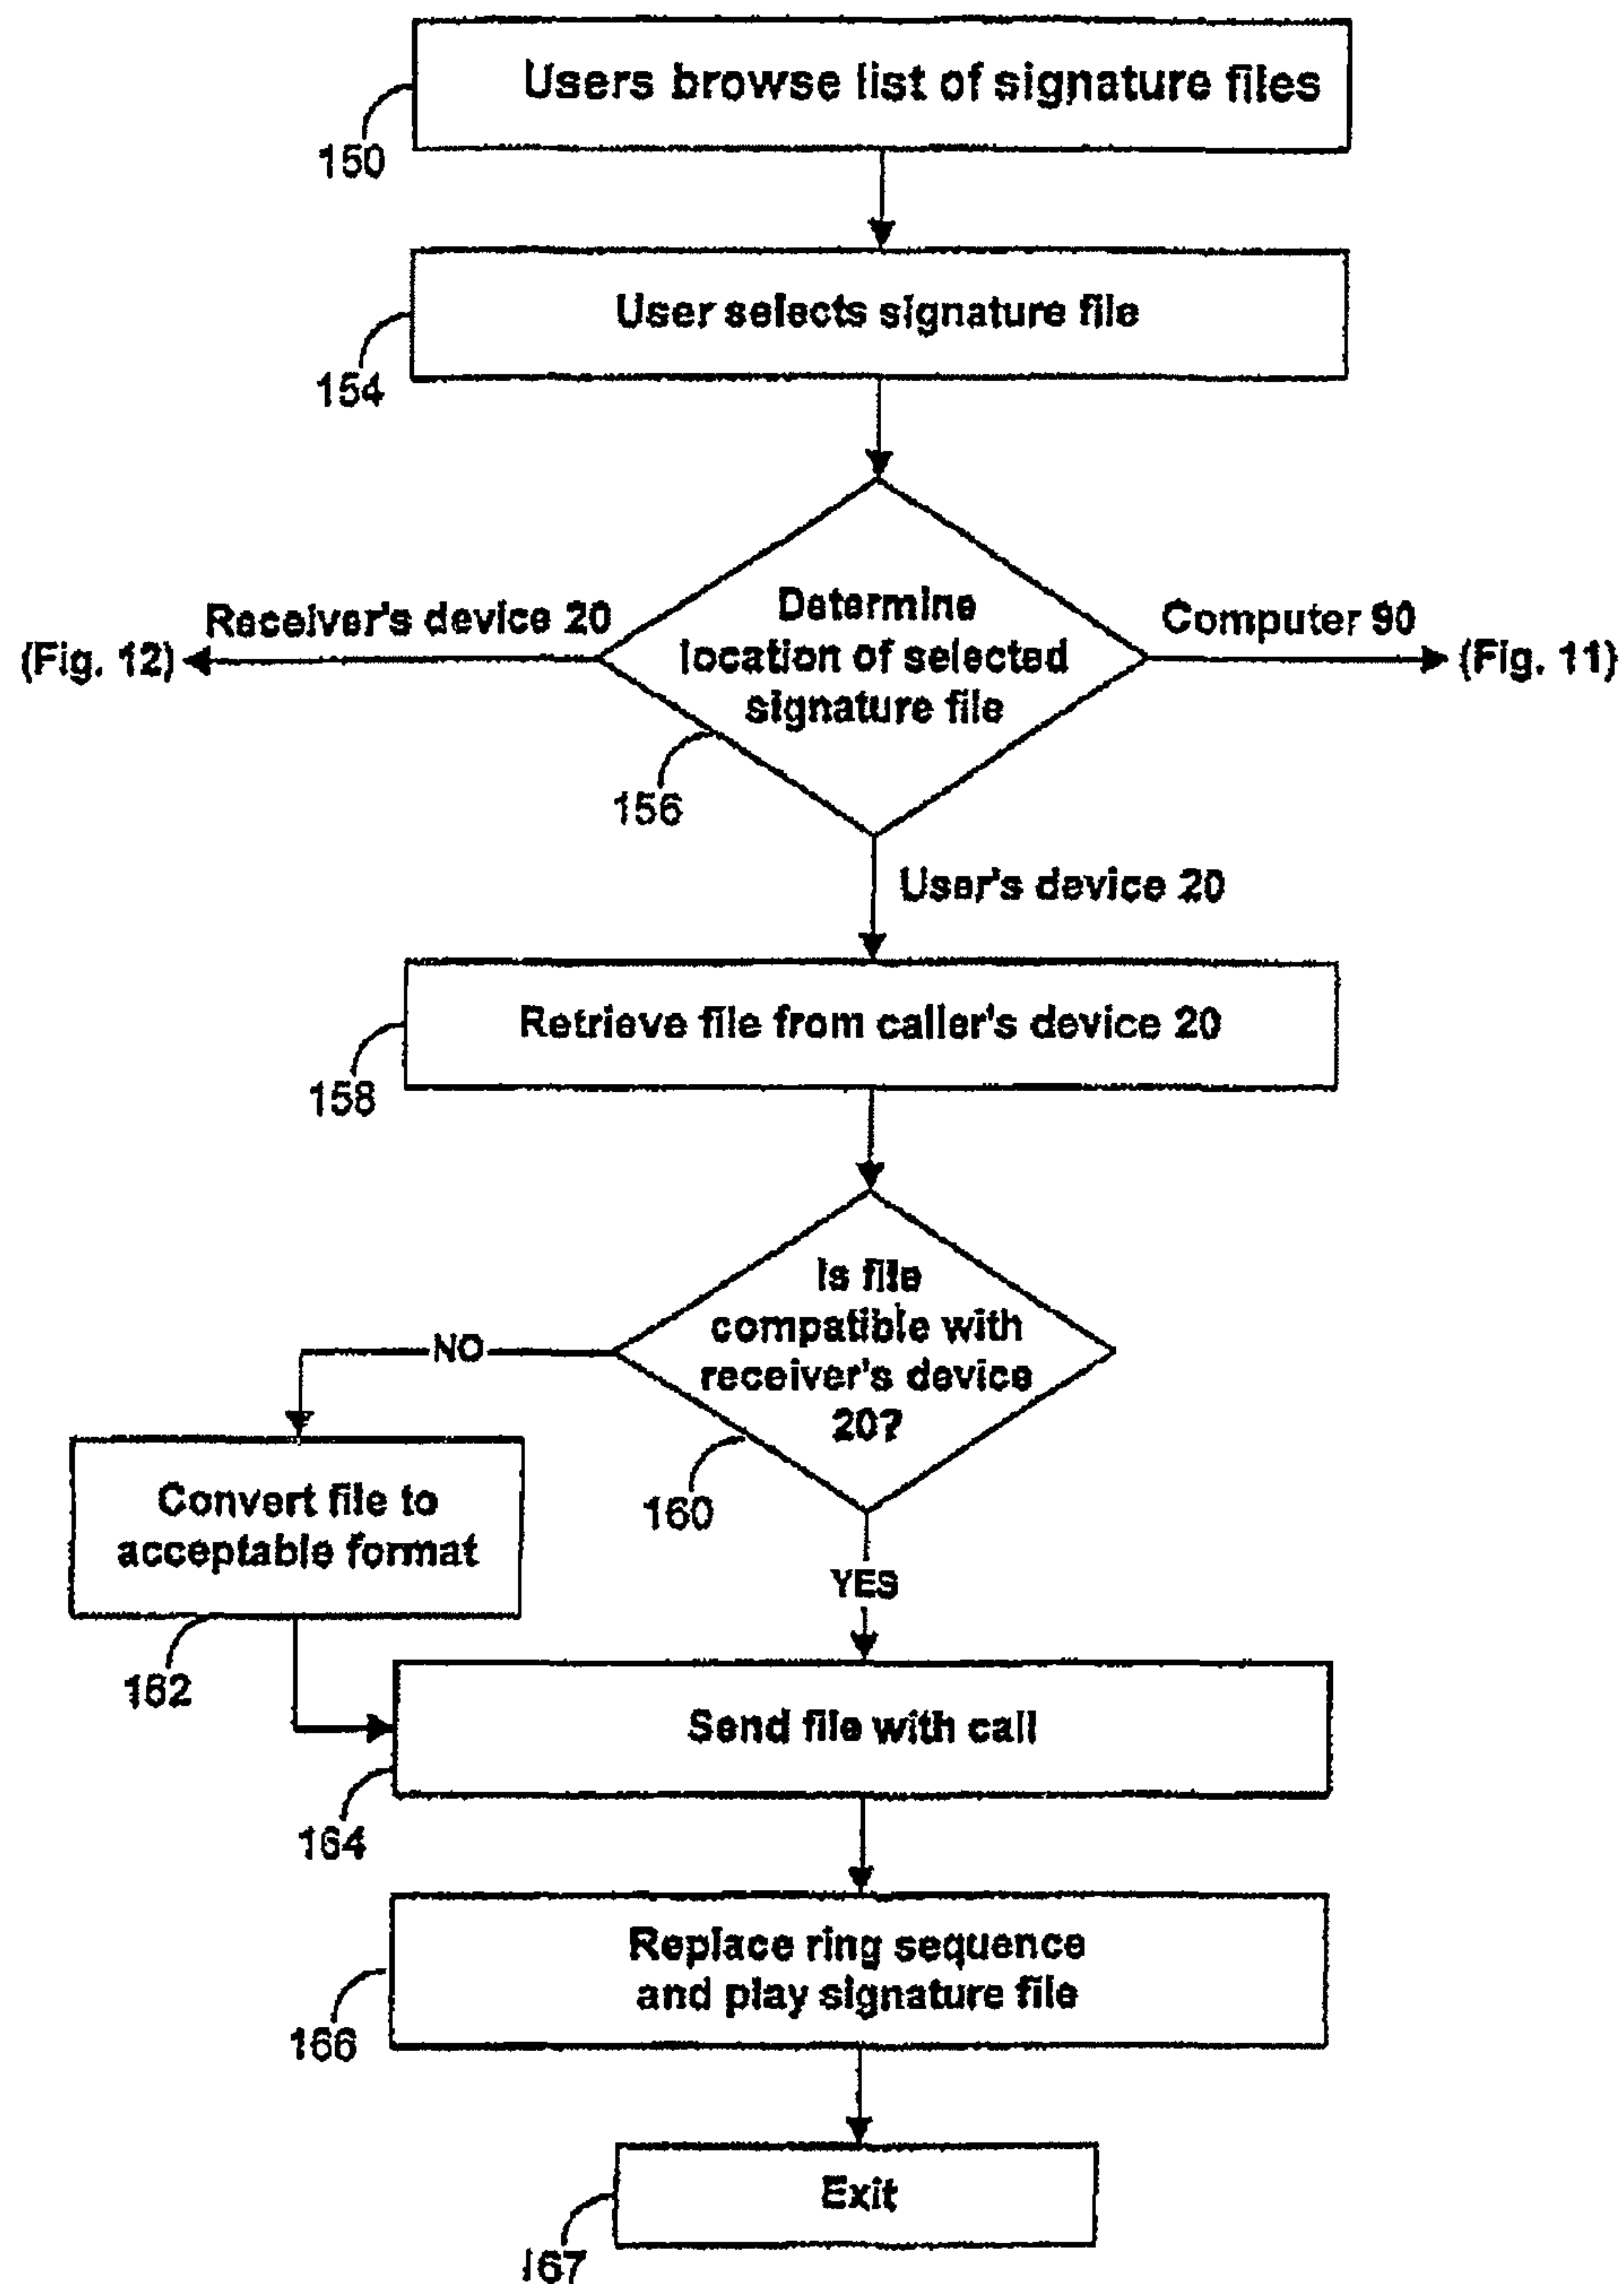 Users browse list of signature files
150
User selects signature file
154
Determine
location of selected
signature file
156
Receiver's device 20
(Fig. 12)
Computer 90
(Fig. 11)
User's device 20
Retrieve file from caller's device 20
158
Is file
compatible with
receiver's device
20?
160
NO
Convert file to
acceptable format
162
YES
Send file with call
164
Replace ring sequence
and play signature file
166
Exit
167